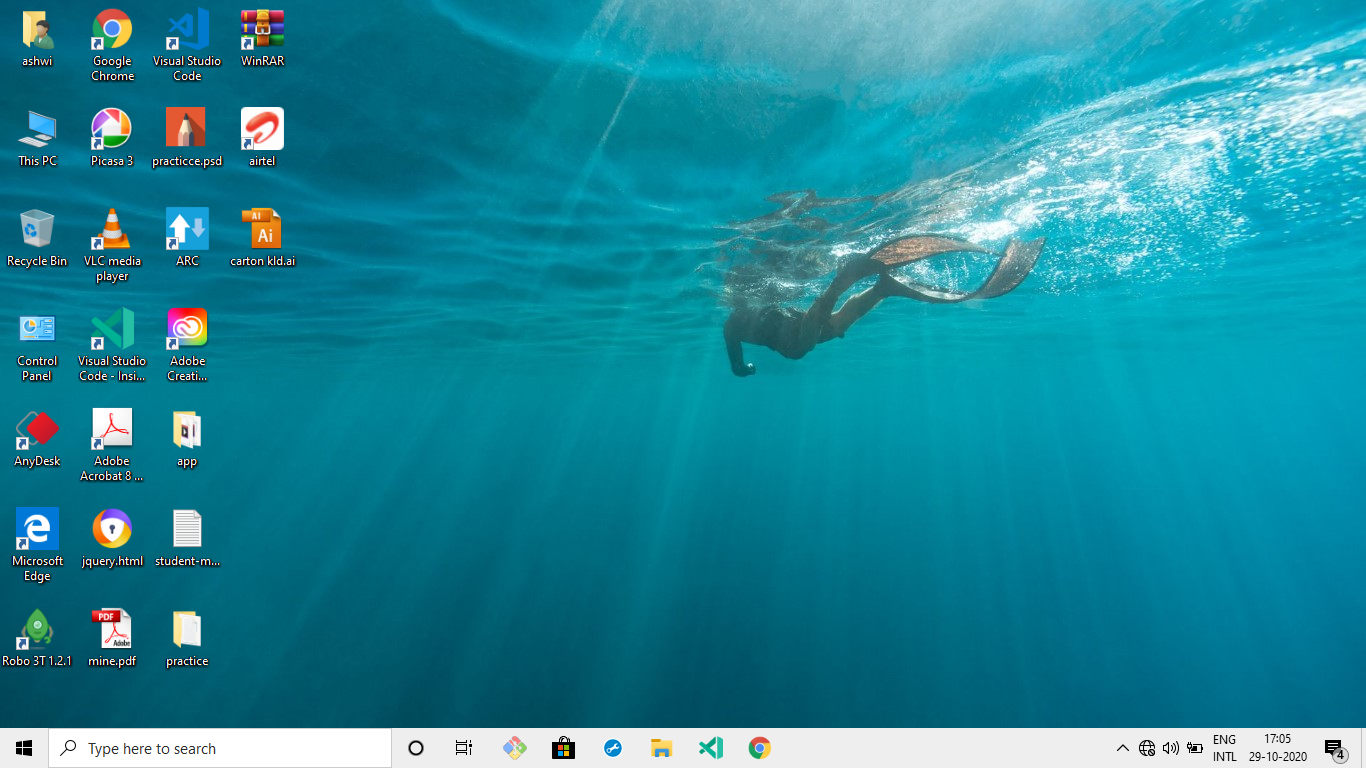 ashwi
Google
Chrome
Visual Studio
Code
WinRAR
This PC
Picasa 3
practicce.psd
airtel
Recycle Bin
VLC media
player
ARC
AI
Ai
carton kld.ai
Control
Panel
Visual Studio
Code - Insi...
Adobe
Creati...
AnyDesk
Adobe
Acrobat 8 ...
app
Microsoft
Edge
jquery.html
student-m...
Robo 3T 1.2.1
PDF
Adobe
mine.pdf
practice
Type here to search
ENG
INTL
17:05
29-10-2020
4